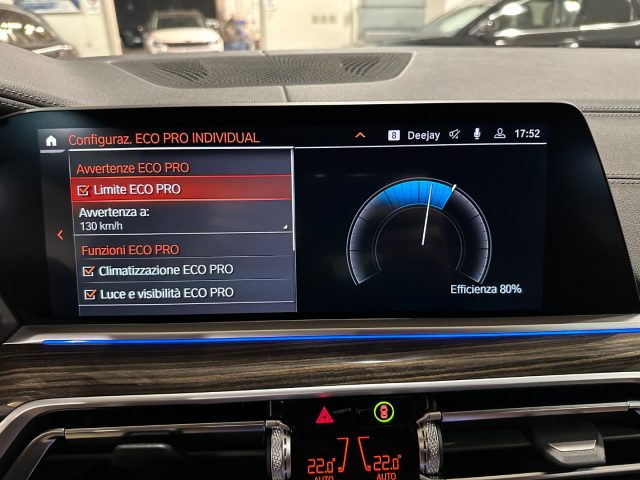 Configuraz. ECO PRO INDIVIDUAL
8 Deejay 17:52
Avvertenze ECO PRO
Limite ECO PRO
Avvertenza a:
130 km/h
Funzioni ECO PRO
Climatizzazione ECO PRO
Luce e visibilità ECO PRO
Efficienza 80%
22.0 22.0
AUTO AUTO